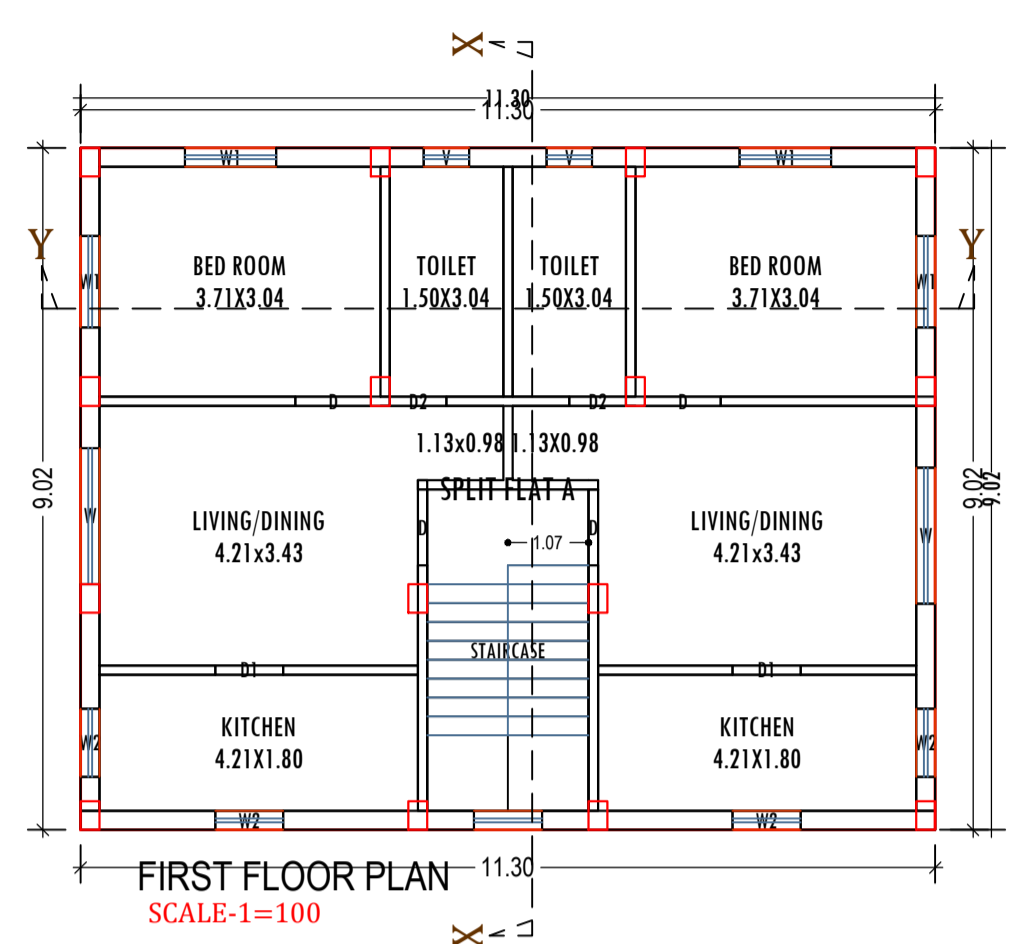 X
11.30
11.30
W1
V
V
W1
Y
Y
BED ROOM
3.71X3.04
TOILET
1.50X3.04
TOILET
1.50X3.04
BED ROOM
3.71X3.04
W1
W1
D
D2
D2
D
1.13x0.98
1.13X0.98
SPLIT FLAT A
9.02
9.02
9.02
W
W
LIVING/DINING
4.21x3.43
D
D
1.07
LIVING/DINING
4.21x3.43
STAIRCASE
D1
D1
KITCHEN
4.21X1.80
KITCHEN
4.21X1.80
W2
W2
W2
W2
11.30
FIRST FLOOR PLAN
SCALE-1=100
X